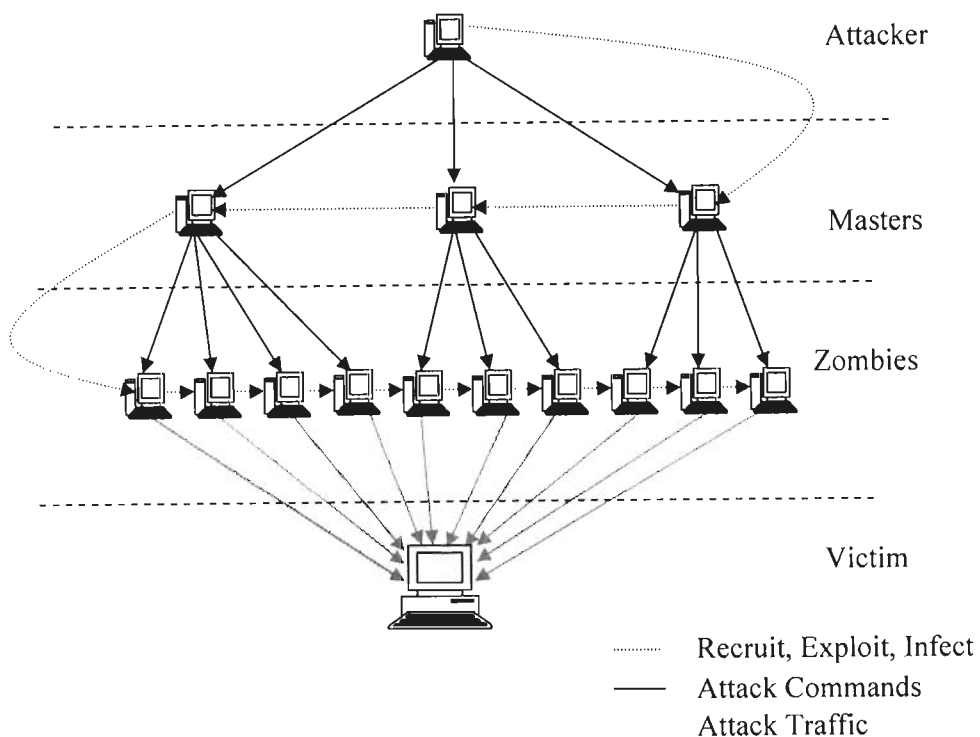 Attacker
Masters
Zombies
Victim
Recruit, Exploit, Infect
Attack Commands
Attack Traffic